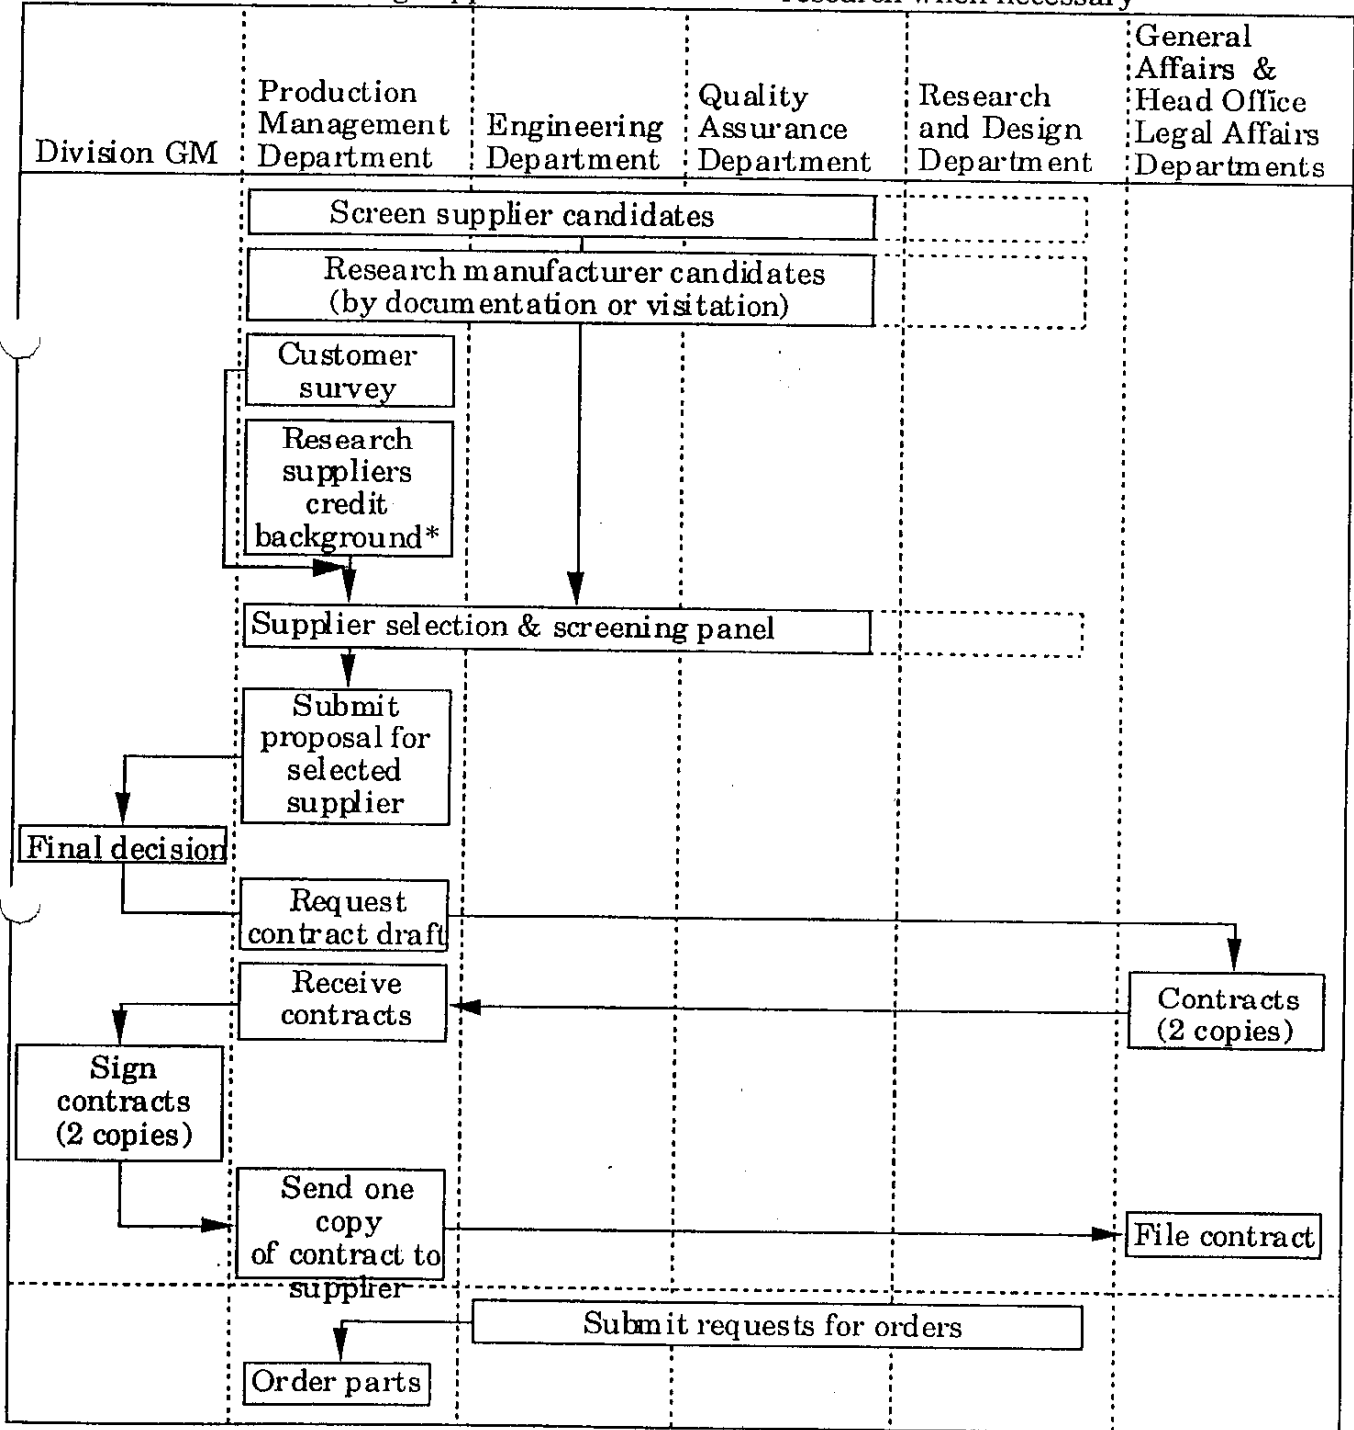 research when necessary
Division GM
Production
Management
Department
Engineering
Department
Quality
Assurance
Department
Research
and Design
Department
General
Affairs &
Head Office
Legal Affairs
Departments
Screen supplier candidates
Research manufacturer candidates
(by documentation or visitation)
Customer
survey
Research
suppliers
credit
background*
Supplier selection & screening panel
Submit
proposal for
selected
supplier
Final decision
Request
contract draft
Receive
contracts
Contracts
(2 copies)
Sign
contracts
(2 copies)
Send one
copy
of contract to
supplier
File contract
Submit requests for orders
Order parts